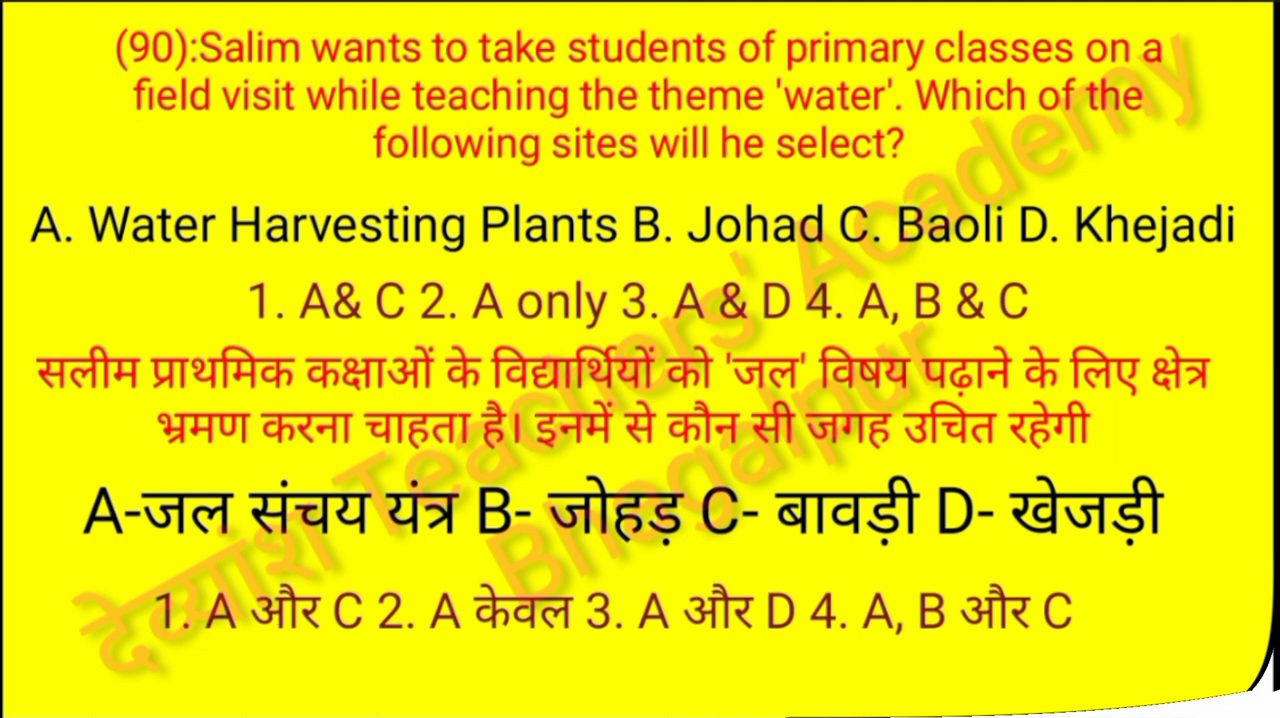 (90):Salim wants to take students of primary classes on a
field visit while teaching the theme 'water'. Which of the
following sites will he select?
A. Water Harvesting Plants B. Johad C. Baoli D. Khejadi
1. A& C 2. A only 3. A & D 4. A, B & C
सलीम प्राथमिक कक्षाओं के विद्यार्थियों को 'जल' विषय पढ़ाने के लिए क्षेत्र
भ्रमण करना चाहता है। इनमें से कौन सी जगह उचित रहेगी
A-जल संचय यंत्र B- जोहड़ C- बावड़ी D- खेजड़ी
1. A और C 2. A केवल 3. A और D 4. A, B और C
देव्यांश Teachers' Academy
Bhagalpur